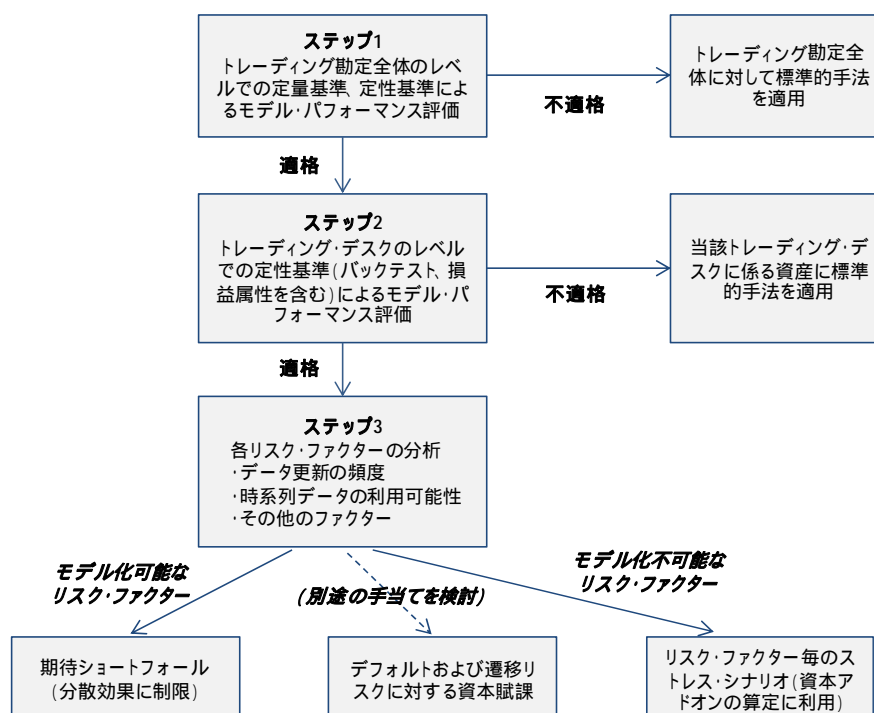 ステップ1
トレーディング勘定全体のレベ
ルでの定量基準、定性基準によ
るモデル・パフォーマンス評価
不適格
トレーディング勘定全
体に対して標準的手法
を適用
適格
ステップ2
トレーディング・デスクのレベル
での定性基準(バックテスト、損
益属性を含む)によるモデル・パ
フォーマンス評価
不適格
当該トレーディング・デ
スクに係る資産に標準
的手法を適用
適格
ステップ3
各リスク・ファクターの分析
・データ更新の頻度
・時系列データの利用可能性
・その他のファクター
モデル化可能な
リスク・ファクター
(別途の手当てを検討)
モデル化不可能な
リスク・ファクター
期待ショートフォール
(分散効果に制限)
デフォルトおよび遷移リ
スクに対する資本賦課
リスク・ファクター毎のス
トレス・シナリオ(資本ア
ドオンの算定に利用)